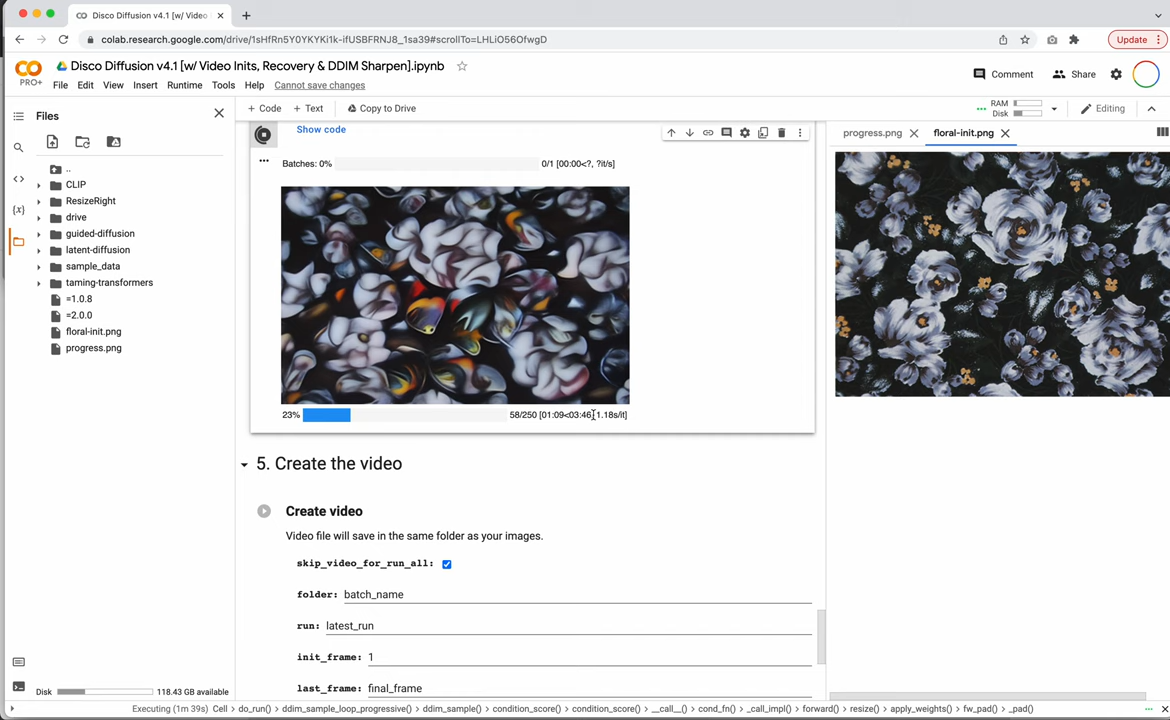 Disco Diffusion v4.1 [w/ Video
colab.research.google.com/drive/1sHfRn5Y0YKYKi1k-ifUSBFRNJ8_1sa39#scrollTo=LHLiO56OfwgD
Update
PRO+
Disco Diffusion v4.1 [w/ Video Inits, Recovery & DDIM Sharpen].ipynb
File Edit View Insert Runtime Tools Help Cannot save changes
Comment
Share
Files
+ Code + Text
Copy to Drive
RAM
Disk
Editing
..
CLIP
ResizeRight
drive
guided-diffusion
latent-diffusion
sample_data
taming-transformers
=1.0.8
=2.0.0
floral-init.png
progress.png
Disk
118.43 GB available
Show code
Batches: 0%
0/1 [00:00<?, ?it/s]
23%
58/250 [01:09<03:46, 1.18s/it]
5. Create the video
Create video
Video file will save in the same folder as your images.
skip_video_for_run_all:
folder: batch_name
run: latest_run
init_frame: 1
last_frame: final_frame
progress.png
floral-init.png
Executing (1m 39s) Cell > do_run() > ddim_sample_loop_progressive() > ddim_sample() > condition_score() > condition_score() > __call__() > cond_fn() > _call_impl() > forward() > resize() > apply_weights() > fw_pad() > _pad()